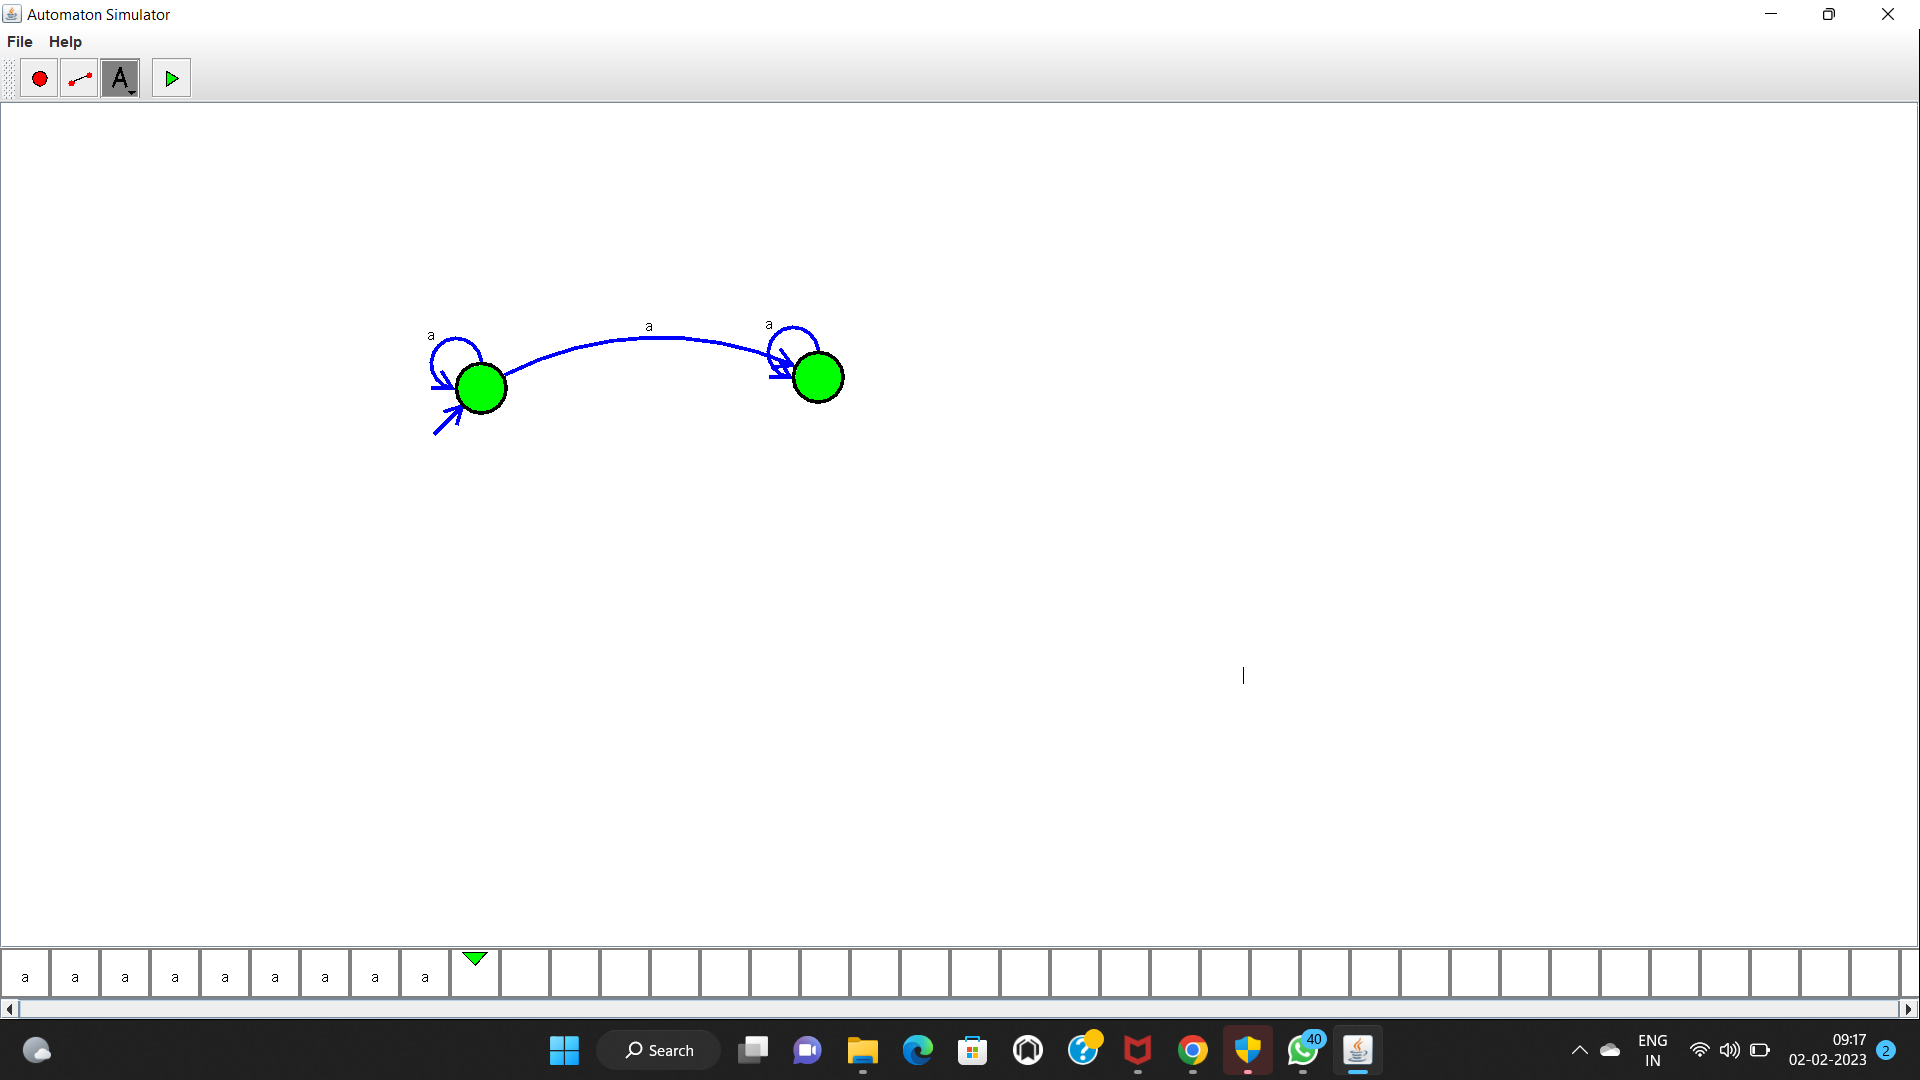 Automaton Simulator
File Help
A
a a a
a a a a a a a a a
Search
40
ENG
IN
09:17
02-02-2023
2